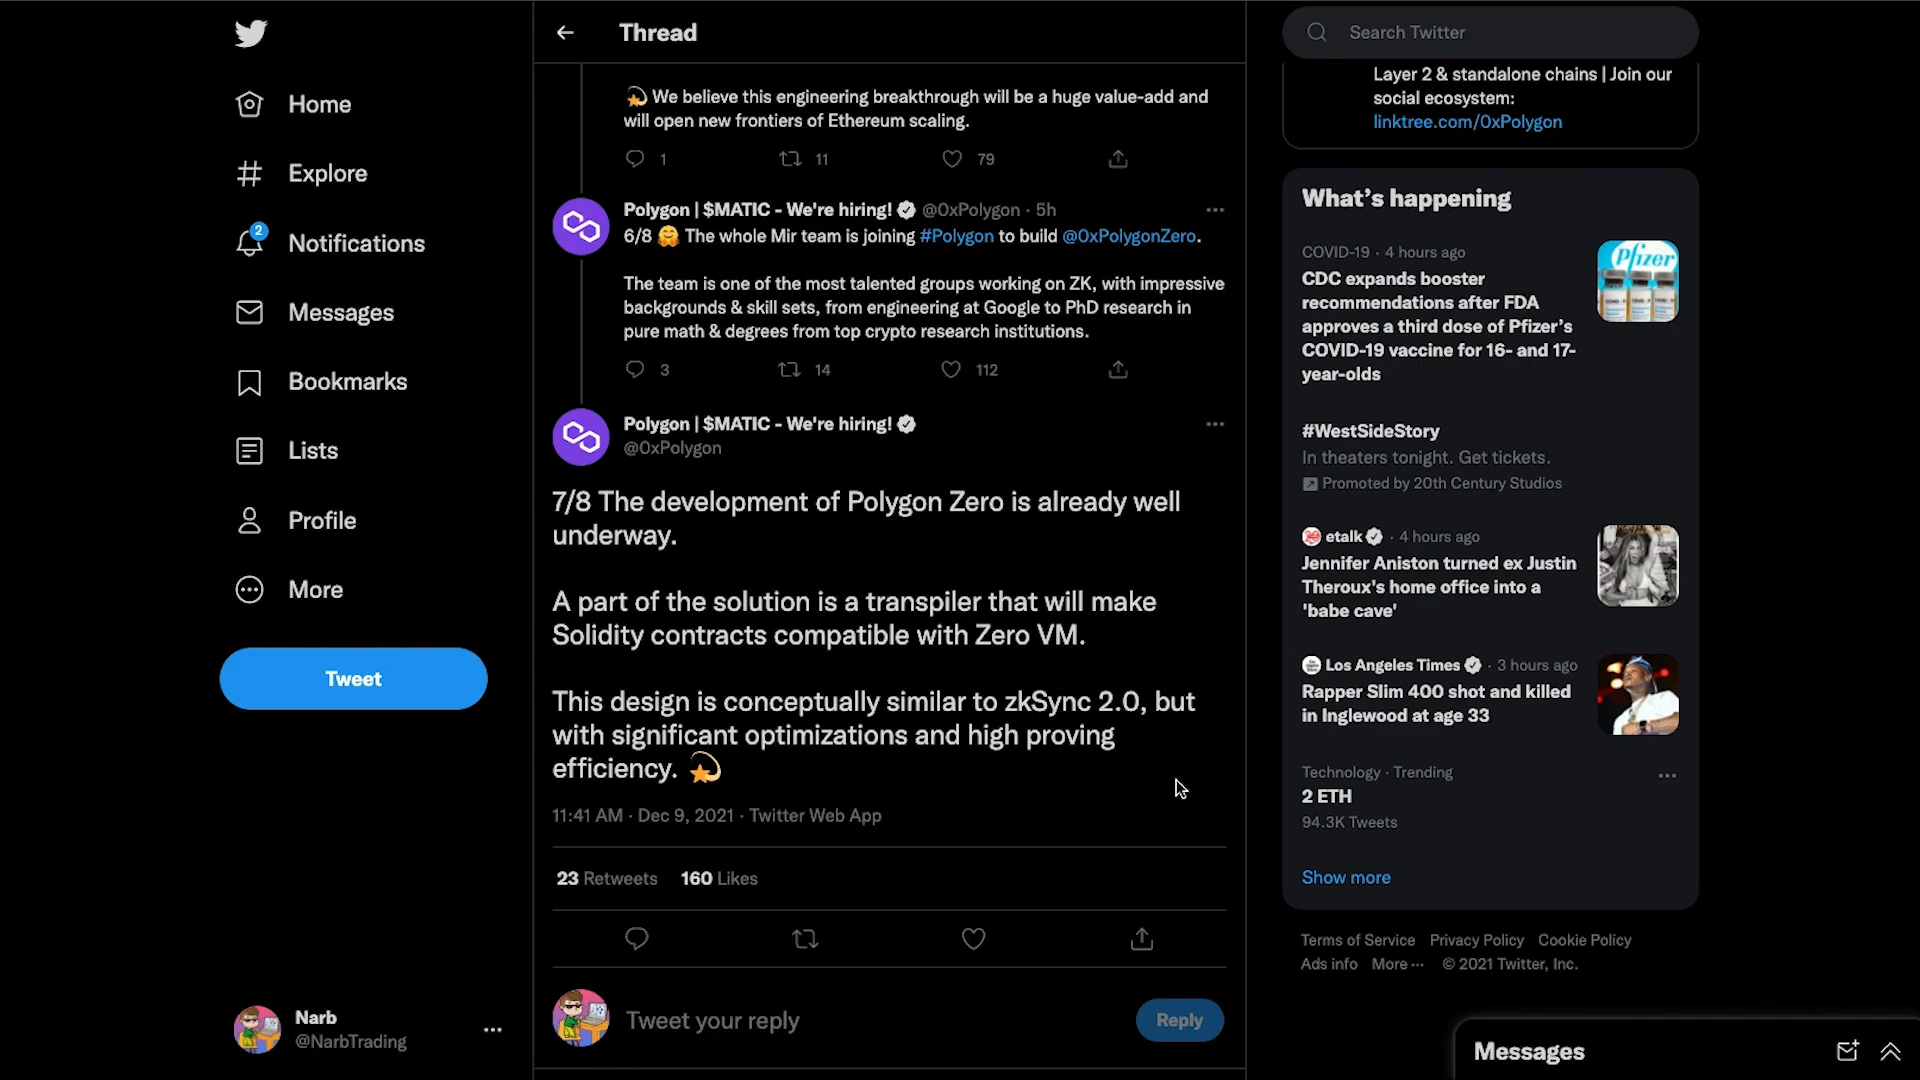 Home
Explore
2
Notifications
Messages
Bookmarks
Lists
Profile
More
Tweet
Narb
@NarbTrading
Thread
We believe this engineering breakthrough will be a huge value-add and
will open new frontiers of Ethereum scaling.
1 11 79
Polygon | $MATIC - We're hiring! @0xPolygon · 5h
6/8 🤗 The whole Mir team is joining #Polygon to build @0xPolygonZero.
The team is one of the most talented groups working on ZK, with impressive
backgrounds & skill sets, from engineering at Google to PhD research in
pure math & degrees from top crypto research institutions.
3 14 112
Polygon | $MATIC - We're hiring!
@0xPolygon
7/8 The development of Polygon Zero is already well
underway.
A part of the solution is a transpiler that will make
Solidity contracts compatible with Zero VM.
This design is conceptually similar to zkSync 2.0, but
with significant optimizations and high proving
efficiency. 💫
11:41 AM · Dec 9, 2021 · Twitter Web App
23 Retweets 160 Likes
Tweet your reply
Reply
Search Twitter
Layer 2 & standalone chains | Join our
social ecosystem:
linktree.com/0xPolygon
What's happening
COVID-19 · 4 hours ago
CDC expands booster
recommendations after FDA
approves a third dose of Pfizer's
COVID-19 vaccine for 16- and 17-
year-olds
Pfizer
#WestSideStory
In theaters tonight. Get tickets.
Promoted by 20th Century Studios
etalk · 4 hours ago
Jennifer Aniston turned ex Justin
Theroux's home office into a
'babe cave'
Los Angeles Times · 3 hours ago
Rapper Slim 400 shot and killed
in Inglewood at age 33
Technology · Trending
2 ETH
94.3K Tweets
Show more
Terms of Service Privacy Policy Cookie Policy
Ads info More ··· © 2021 Twitter, Inc.
Messages